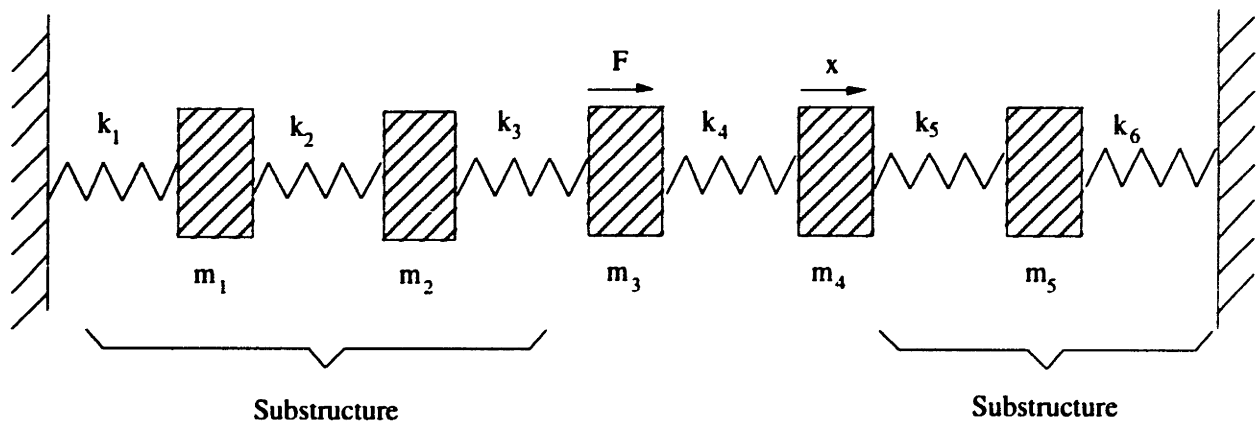 F x
k₁ k₂ k₃ k₄ k₅ k₆
m₁ m₂ m₃ m₄ m₅
Substructure Substructure